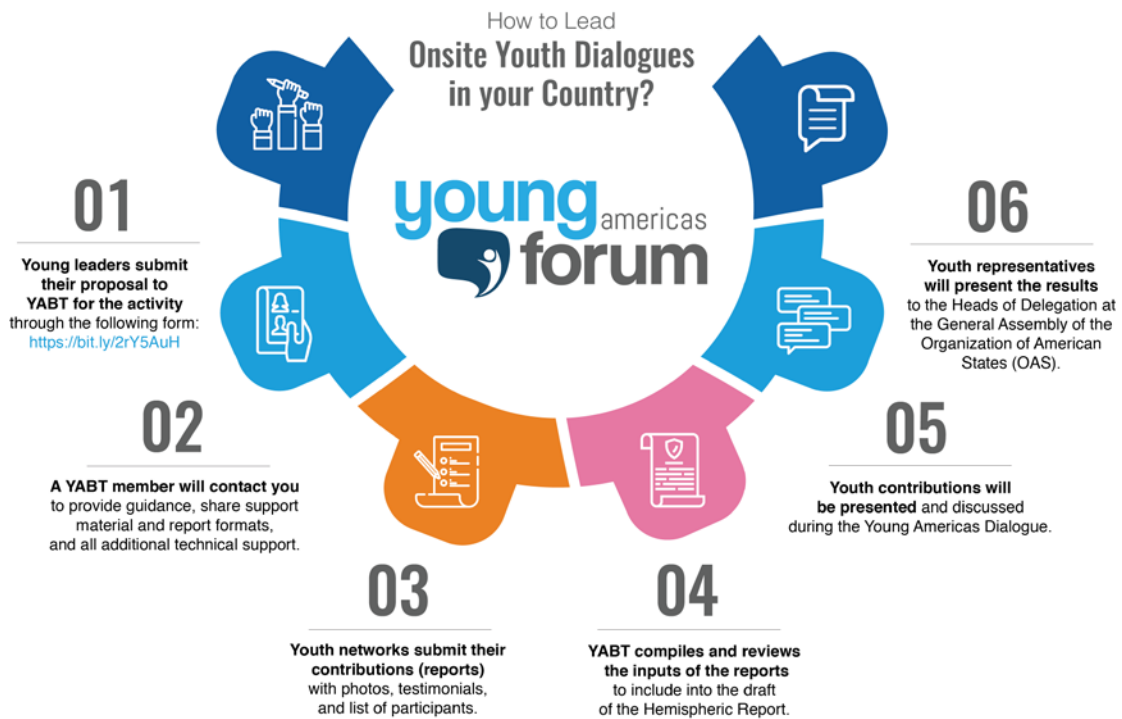 How to Lead
Onsite Youth Dialogues
in your Country?
young
americas
forum
01
Young leaders submit
their proposal to
YABT for the activity
through the following form:
https://bit.ly/2rY5AuH
02
A YABT member will contact you
to provide guidance, share support
material and report formats,
and all additional technical support.
03
Youth networks submit their
contributions (reports)
with photos, testimonials,
and list of participants.
04
YABT compiles and reviews
the inputs of the reports
to include into the draft
of the Hemispheric Report.
05
Youth contributions will
be presented and discussed
during the Young Americas Dialogue.
06
Youth representatives
will present the results
to the Heads of Delegation at
the General Assembly of the
Organization of American
States (OAS).